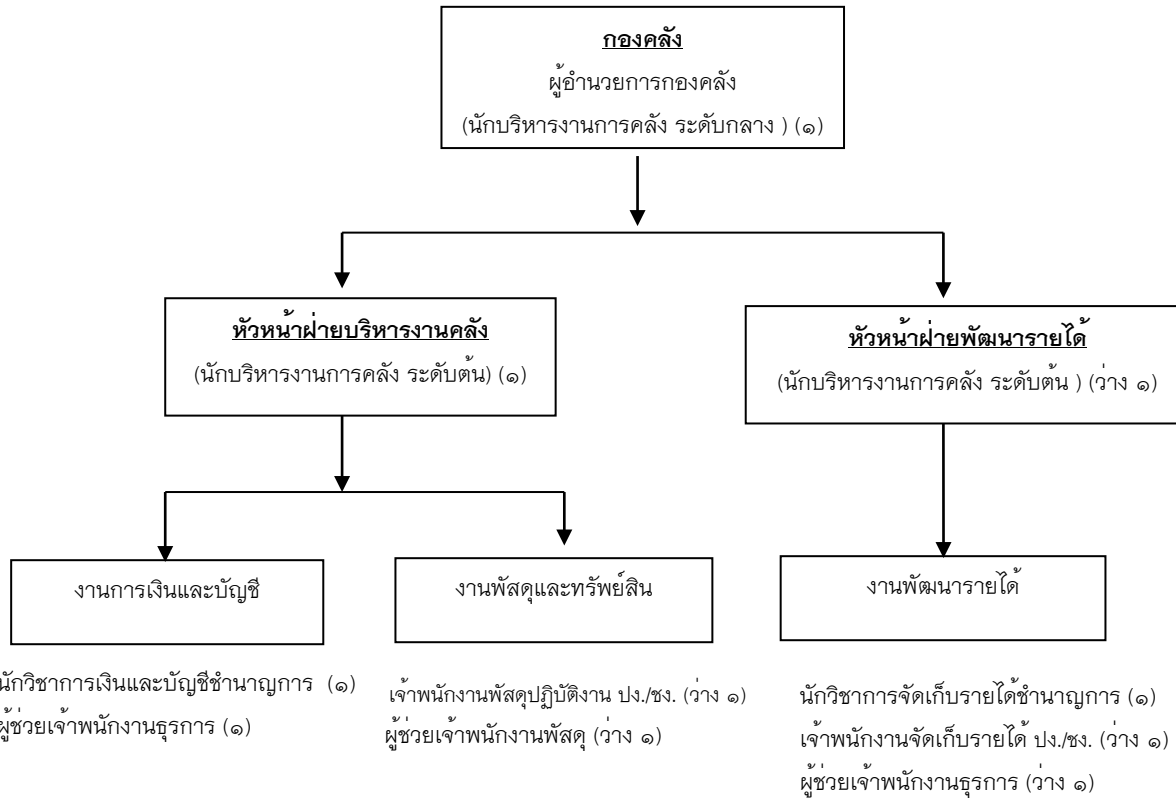 กองคลัง
ผู้อำนวยการกองคลัง
(นักบริหารงานการคลัง ระดับกลาง ) (๑)
หัวหน้าฝ่ายบริหารงานคลัง
(นักบริหารงานการคลัง ระดับต้น) (๑)
หัวหน้าฝ่ายพัฒนารายได้
(นักบริหารงานการคลัง ระดับต้น ) (ว่าง ๑)
งานการเงินและบัญชี
นักวิชาการเงินและบัญชีชำนาญการ (๑)
ผู้ช่วยเจ้าพนักงานธุรการ (๑)
งานพัสดุและทรัพย์สิน
เจ้าพนักงานพัสดุปฏิบัติงาน ปง./ชง. (ว่าง ๑)
ผู้ช่วยเจ้าพนักงานพัสดุ (ว่าง ๑)
งานพัฒนารายได้
นักวิชาการจัดเก็บรายได้ชำนาญการ (๑)
เจ้าพนักงานจัดเก็บรายได้ ปง./ชง. (ว่าง ๑)
ผู้ช่วยเจ้าพนักงานธุรการ (ว่าง ๑)